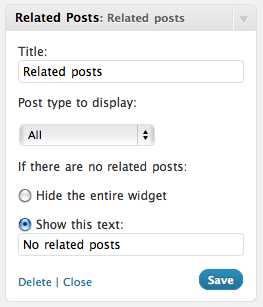 Related Posts: Related posts
Title:
Related posts
Post type to display:
All
If there are no related posts:
Hide the entire widget
Show this text:
No related posts
Delete | Close
Save